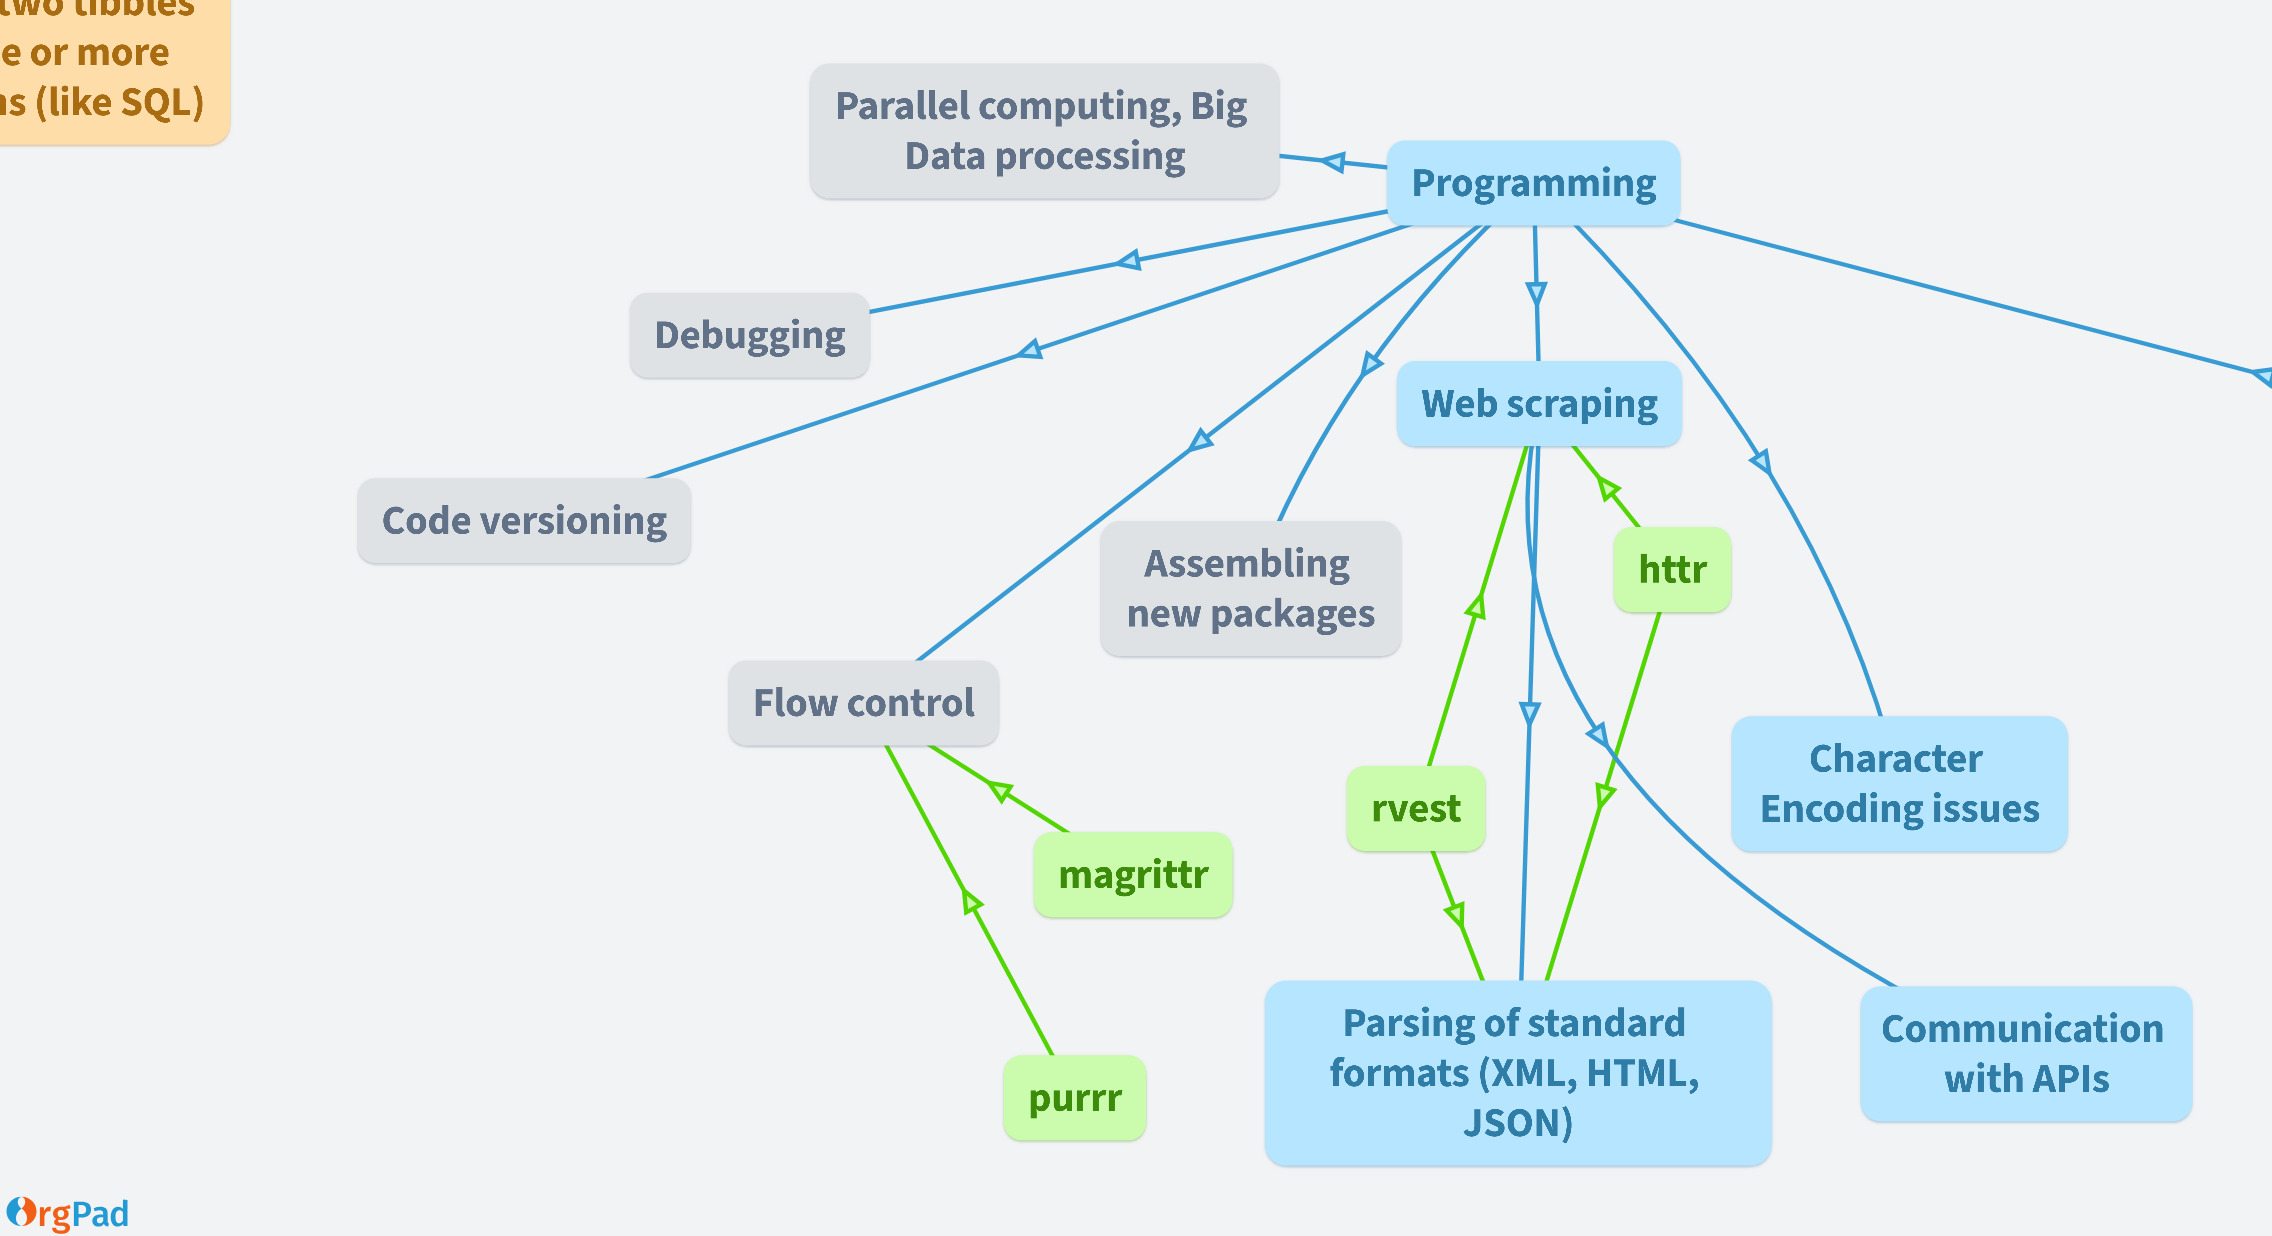 two tibbles
e or more
ns (like SQL)
Parallel computing, Big
Data processing
Programming
Debugging
Web scraping
Code versioning
Assembling
new packages
httr
Flow control
Character
Encoding issues
rvest
magrittr
Parsing of standard
formats (XML, HTML,
JSON)
Communication
with APIs
purrr
OrgPad